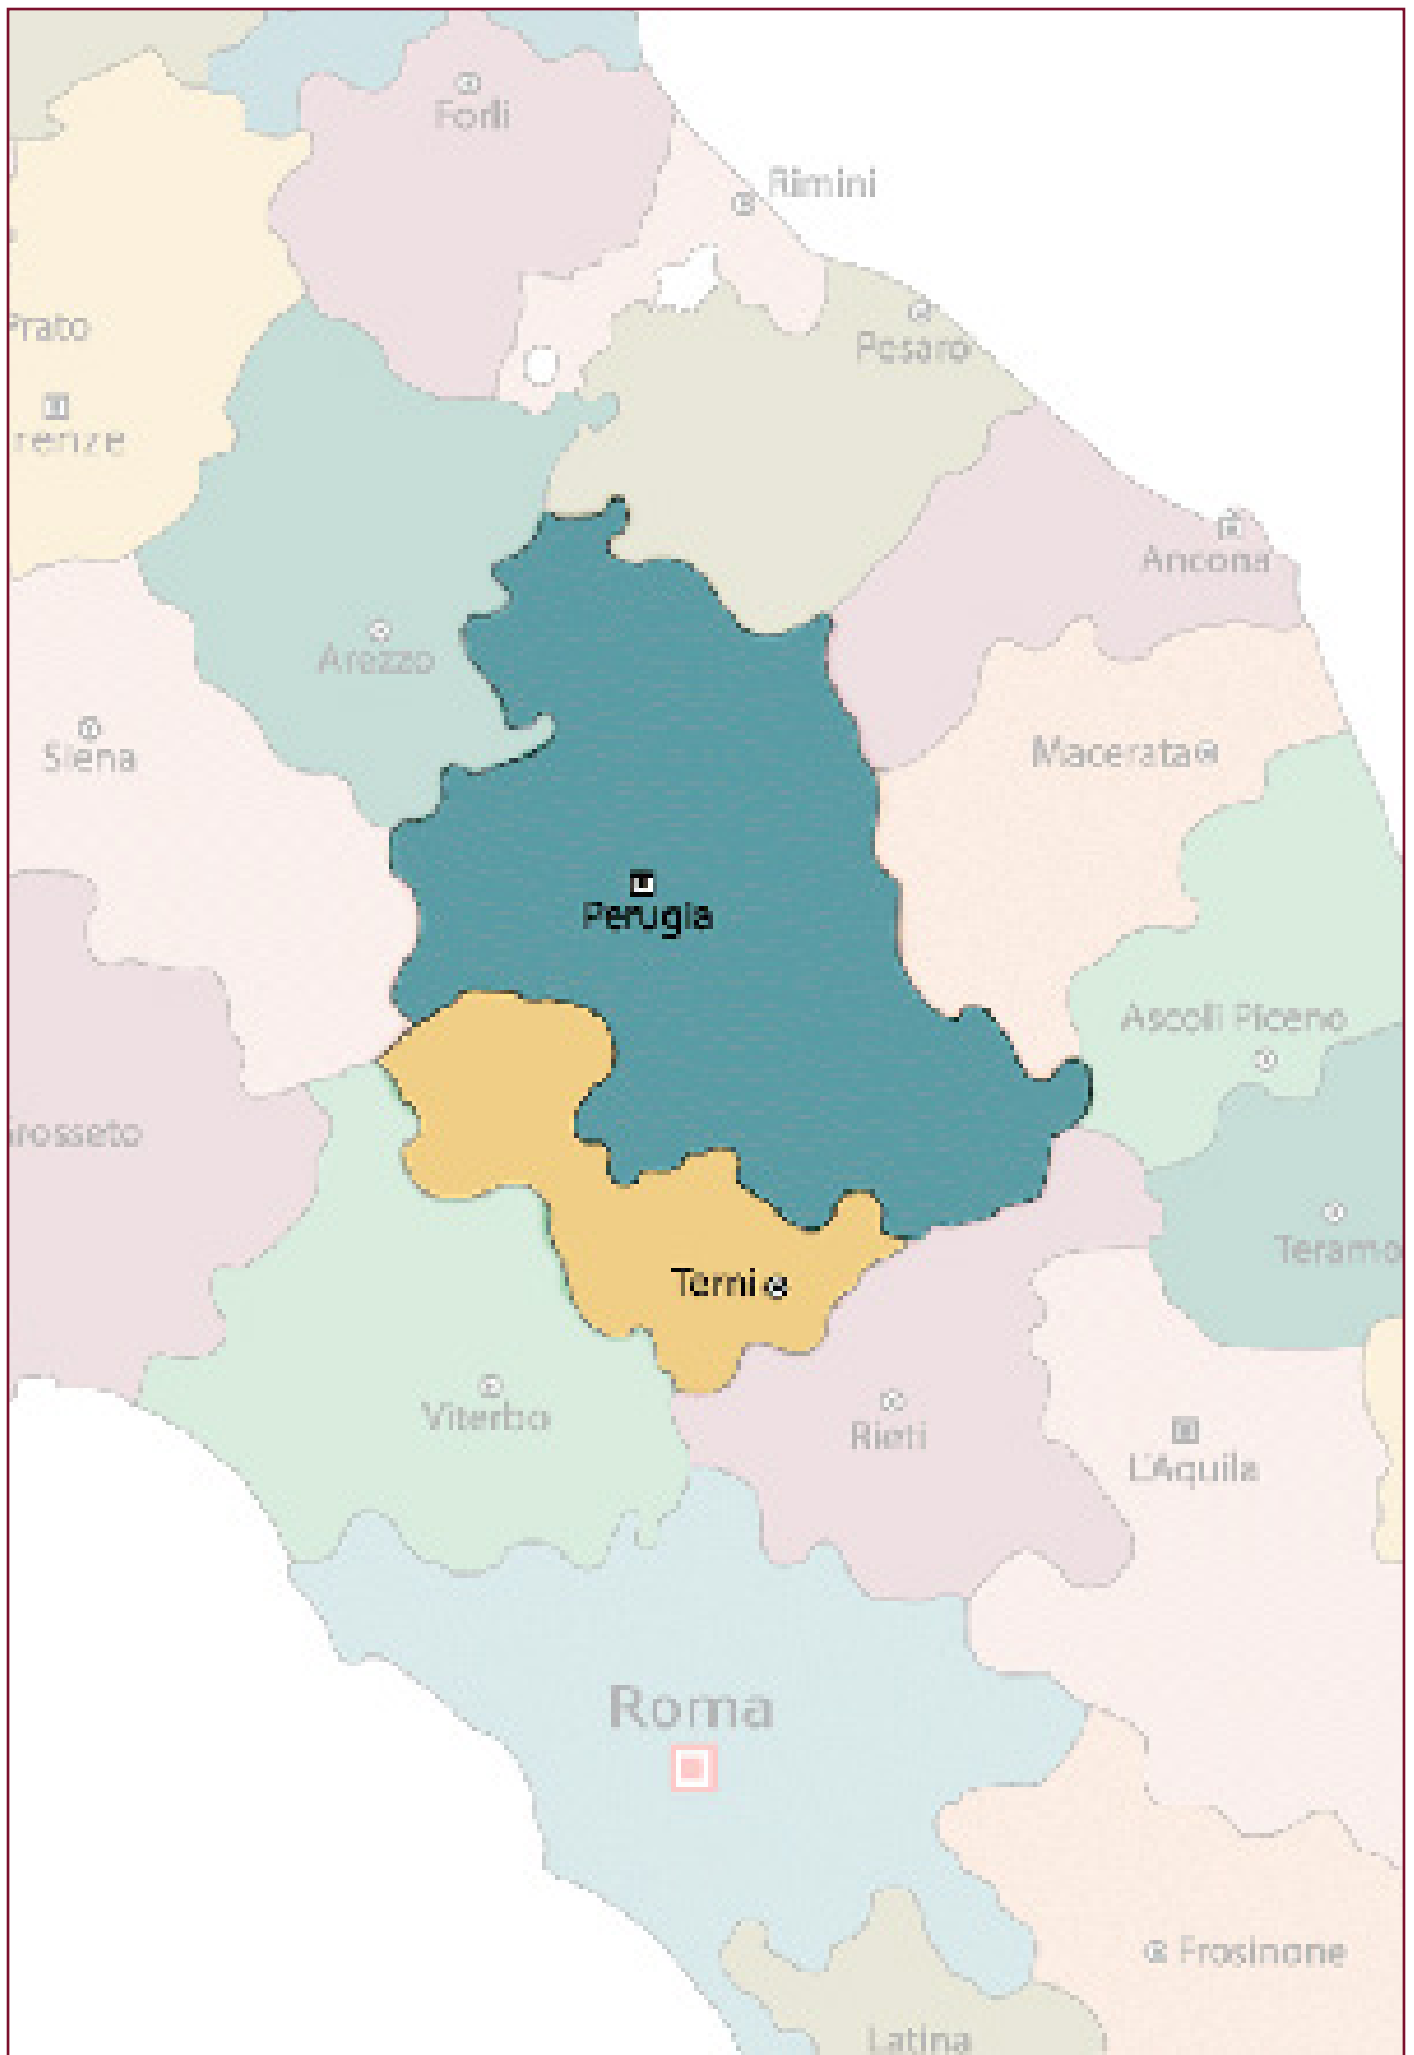 Forlì
Rimini
Prato
Pesaro
renze
Ancona
Arezzo
Siena
Macerata
Perugia
Ascoli Piceno
rosseto
Teramo
Terni
Viterbo
Rieti
L'Aquila
Roma
Frosinone
Latina